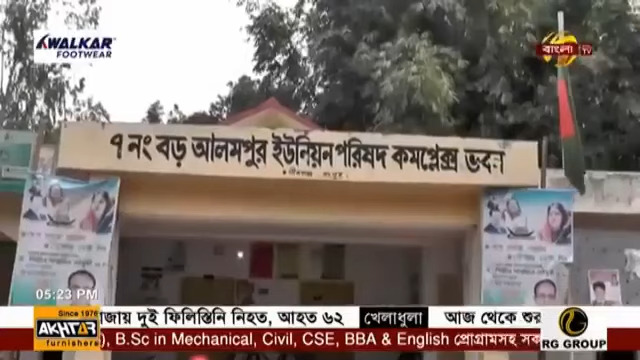 WALKAR
FOOTWEAR
বাংলা TV
৭ নং বড় আলমপুর ইউনিয়ন পরিষদ কমপ্লেক্স ভবন
05:23 PM
Since 1976
AKHTAR
furnishers
জায় দুই ফিলিস্তিনি নিহত, আহত ৬২
খেলাধুলা
আজ থেকে শুর
), B.Sc in Mechanical, Civil, CSE, BBA & English প্রোগ্রামসহ সক
RG GROUP